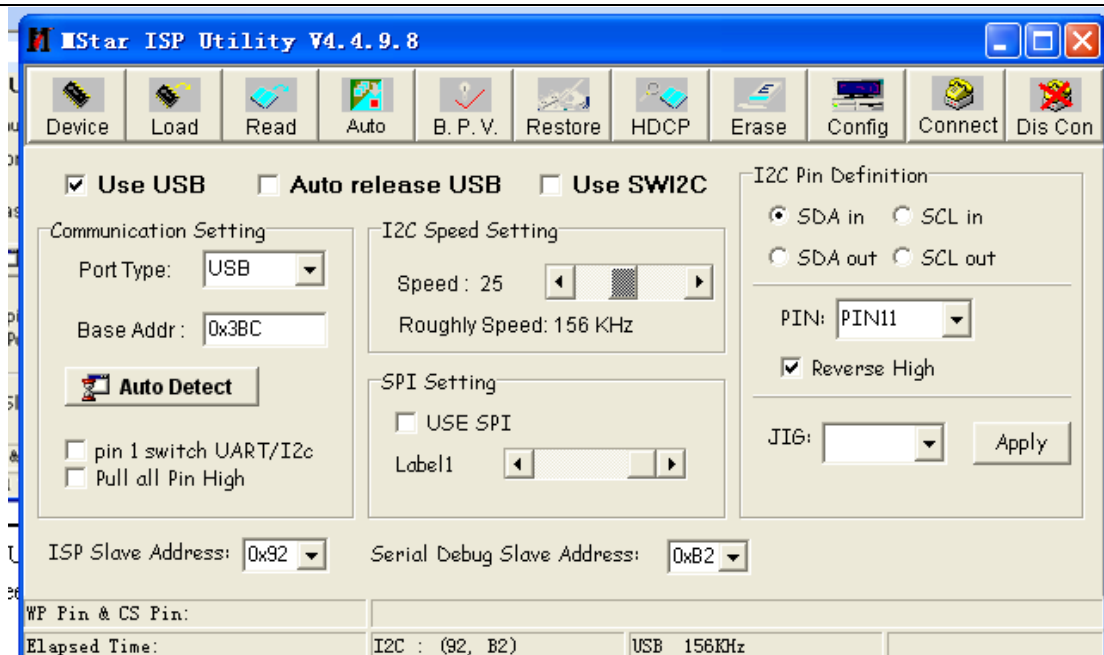 MStar ISP Utility V4.4.9.8
Device Load Read Auto B.P.V. Restore HDCP Erase Config Connect Dis Con
Use USB Auto release USB Use SWI2C
Communication Setting
Port Type: USB
Base Addr: 0x3BC
Auto Detect
pin 1 switch UART/I2c
Pull all Pin High
I2C Speed Setting
Speed : 25
Roughly Speed: 156 KHz
SPI Setting
USE SPI
Label1
I2C Pin Definition
SDA in SCL in
SDA out SCL out
PIN: PIN11
Reverse High
JIG: Apply
ISP Slave Address: 0x92 Serial Debug Slave Address: 0xB2
WP Pin & CS Pin:
Elapsed Time: I2C : (92, B2) USB 156KHz